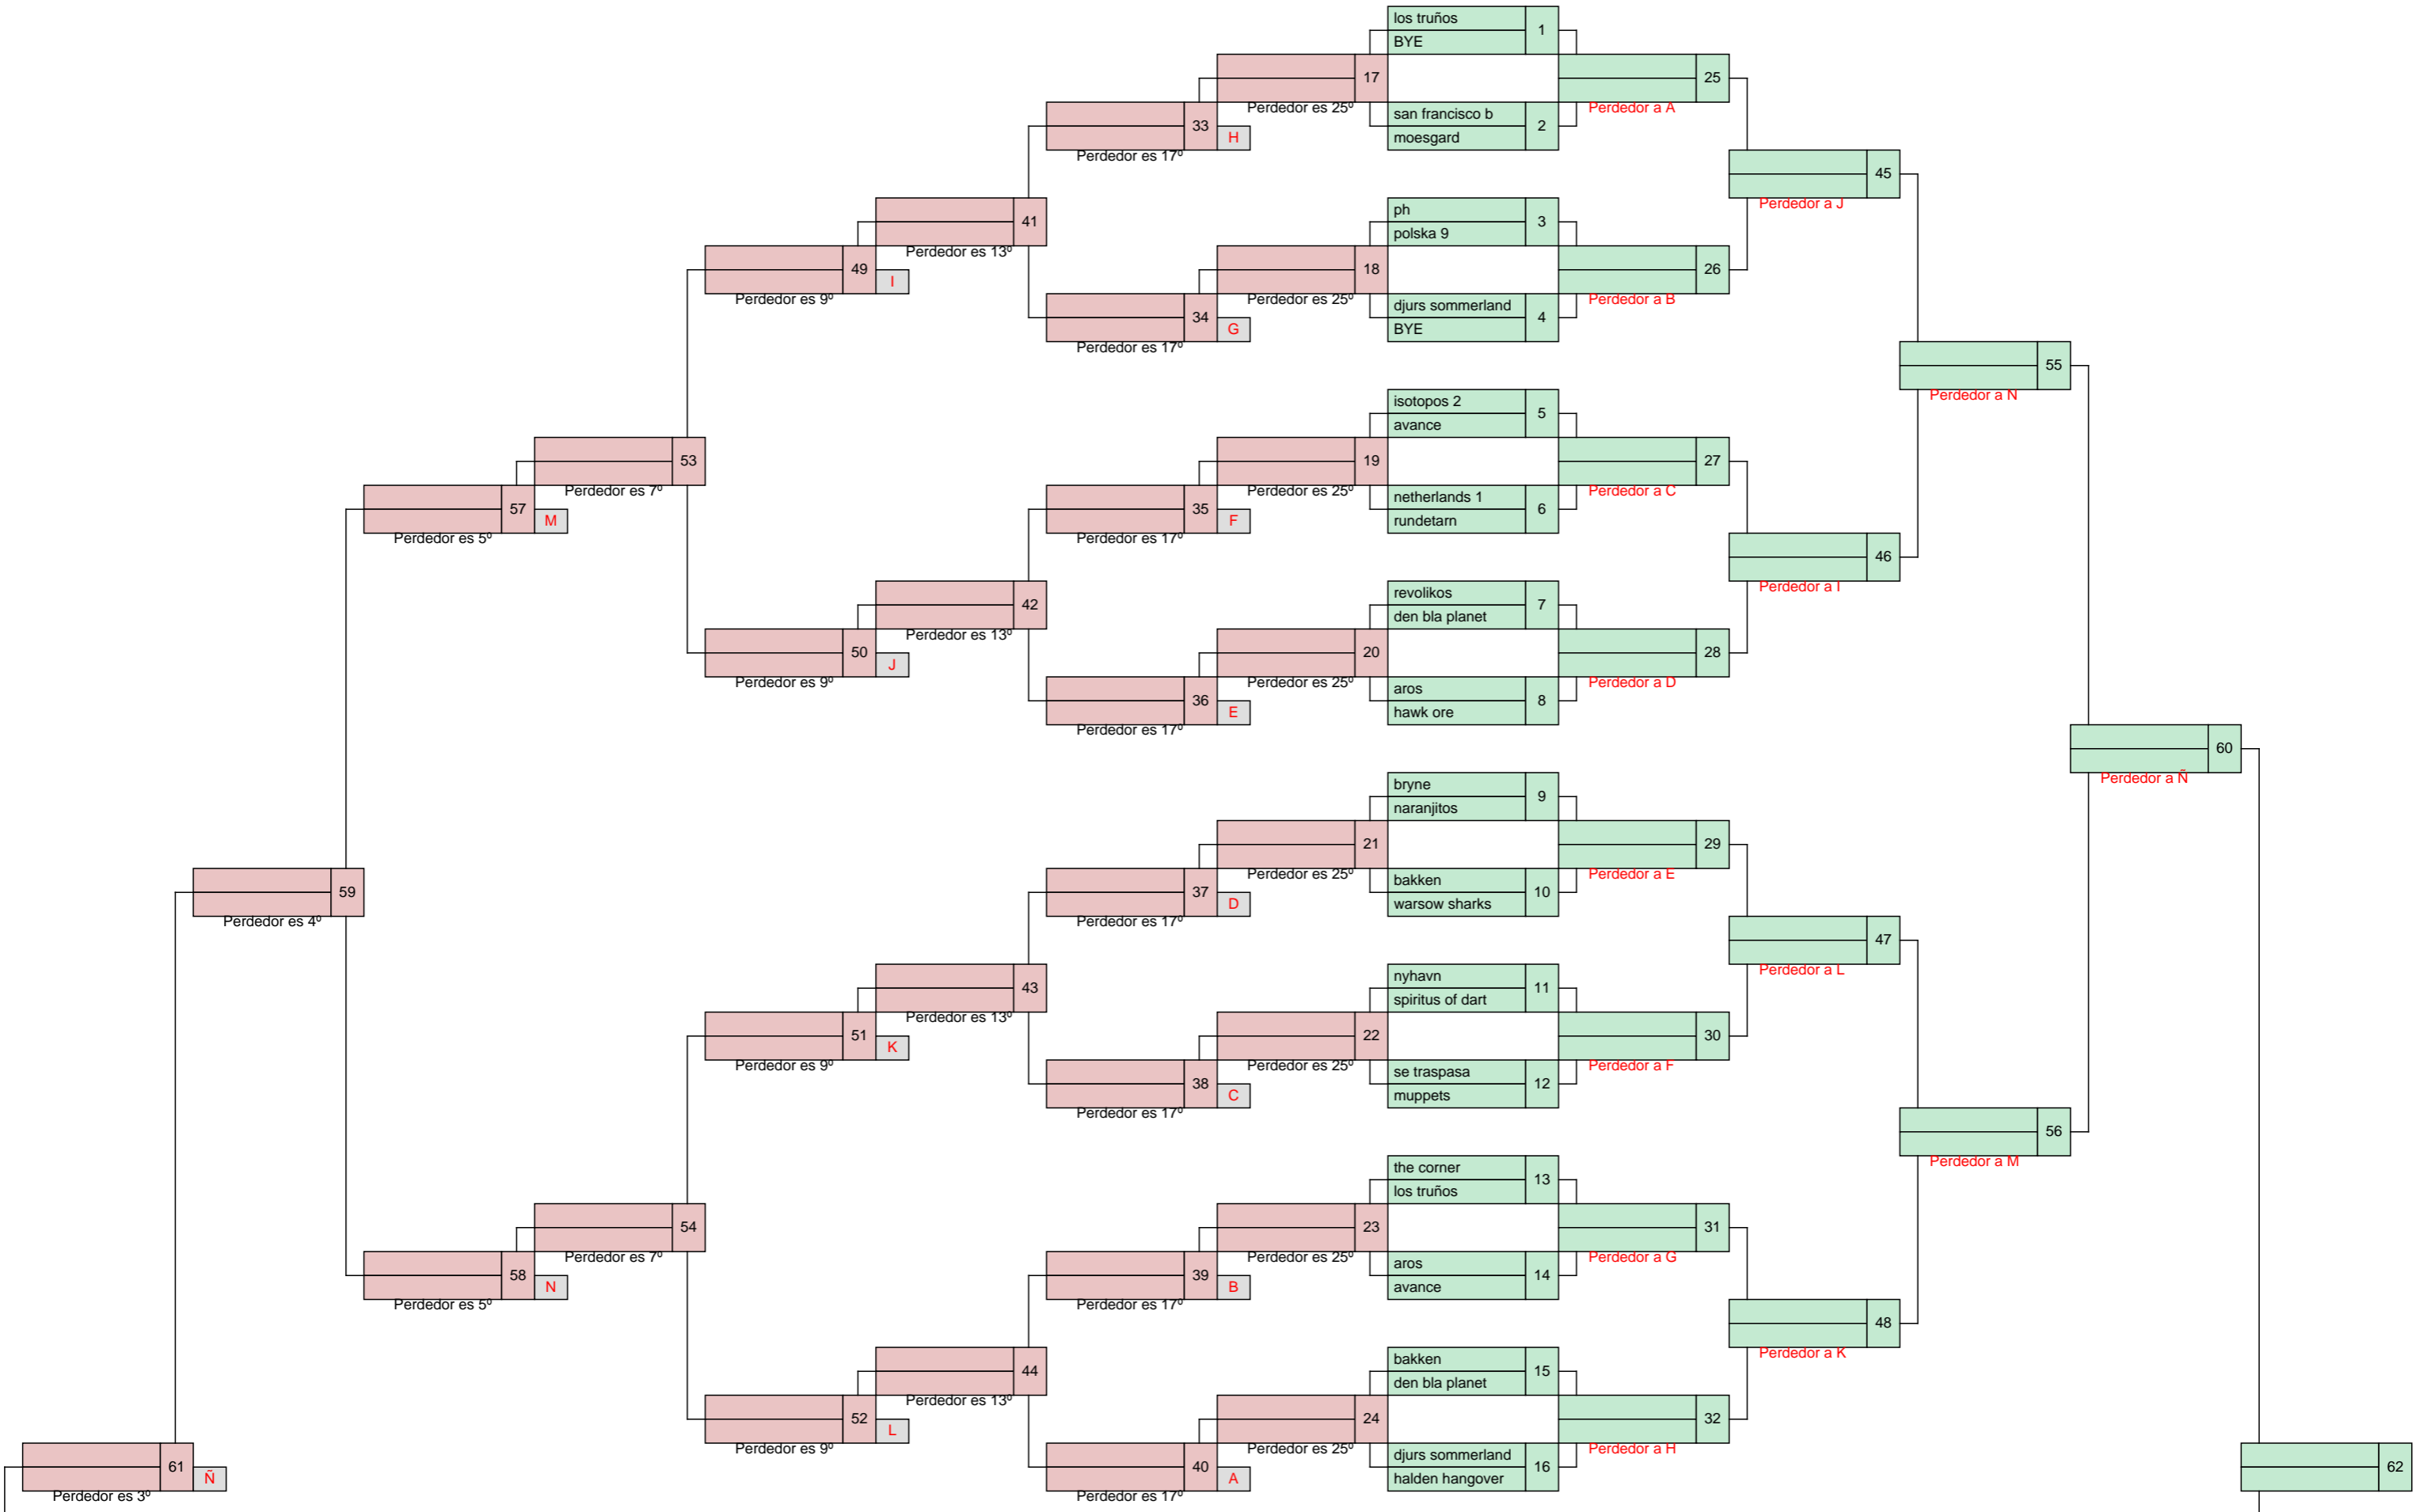 los truños
1
BYE
17
25
Perdedor es 25º
Perdedor a A
san francisco b
33
H
2
moesgard
Perdedor es 17º
45
Perdedor a J
ph
41
3
polska 9
Perdedor es 13º
49
I
18
26
Perdedor es 9º
Perdedor es 25º
Perdedor a B
djurs sommerland
34
G
4
BYE
Perdedor es 17º
55
Perdedor a N
isotopos 2
5
avance
53
19
27
Perdedor es 7º
Perdedor es 25º
Perdedor a C
netherlands 1
57
M
35
F
6
rundetarn
Perdedor es 5º
Perdedor es 17º
46
Perdedor a I
revolikos
42
7
den bla planet
Perdedor es 13º
50
J
20
28
Perdedor es 9º
Perdedor es 25º
Perdedor a D
aros
36
E
8
hawk ore
Perdedor es 17º
60
Perdedor a Ñ
bryne
9
naranjitos
21
29
Perdedor es 25º
Perdedor a E
bakken
59
37
D
10
warsow sharks
Perdedor es 4º
Perdedor es 17º
47
Perdedor a L
nyhavn
43
11
spiritus of dart
Perdedor es 13º
51
K
22
30
Perdedor es 9º
Perdedor es 25º
Perdedor a F
se traspasa
38
C
12
muppets
Perdedor es 17º
56
Perdedor a M
the corner
13
los truños
54
23
31
Perdedor es 7º
Perdedor es 25º
Perdedor a G
aros
58
N
39
B
14
avance
Perdedor es 5º
Perdedor es 17º
48
Perdedor a K
bakken
44
15
den bla planet
Perdedor es 13º
52
L
24
32
Perdedor es 9º
Perdedor es 25º
Perdedor a H
djurs sommerland
61
Ñ
40
A
16
62
halden hangover
Perdedor es 3º
Perdedor es 17º